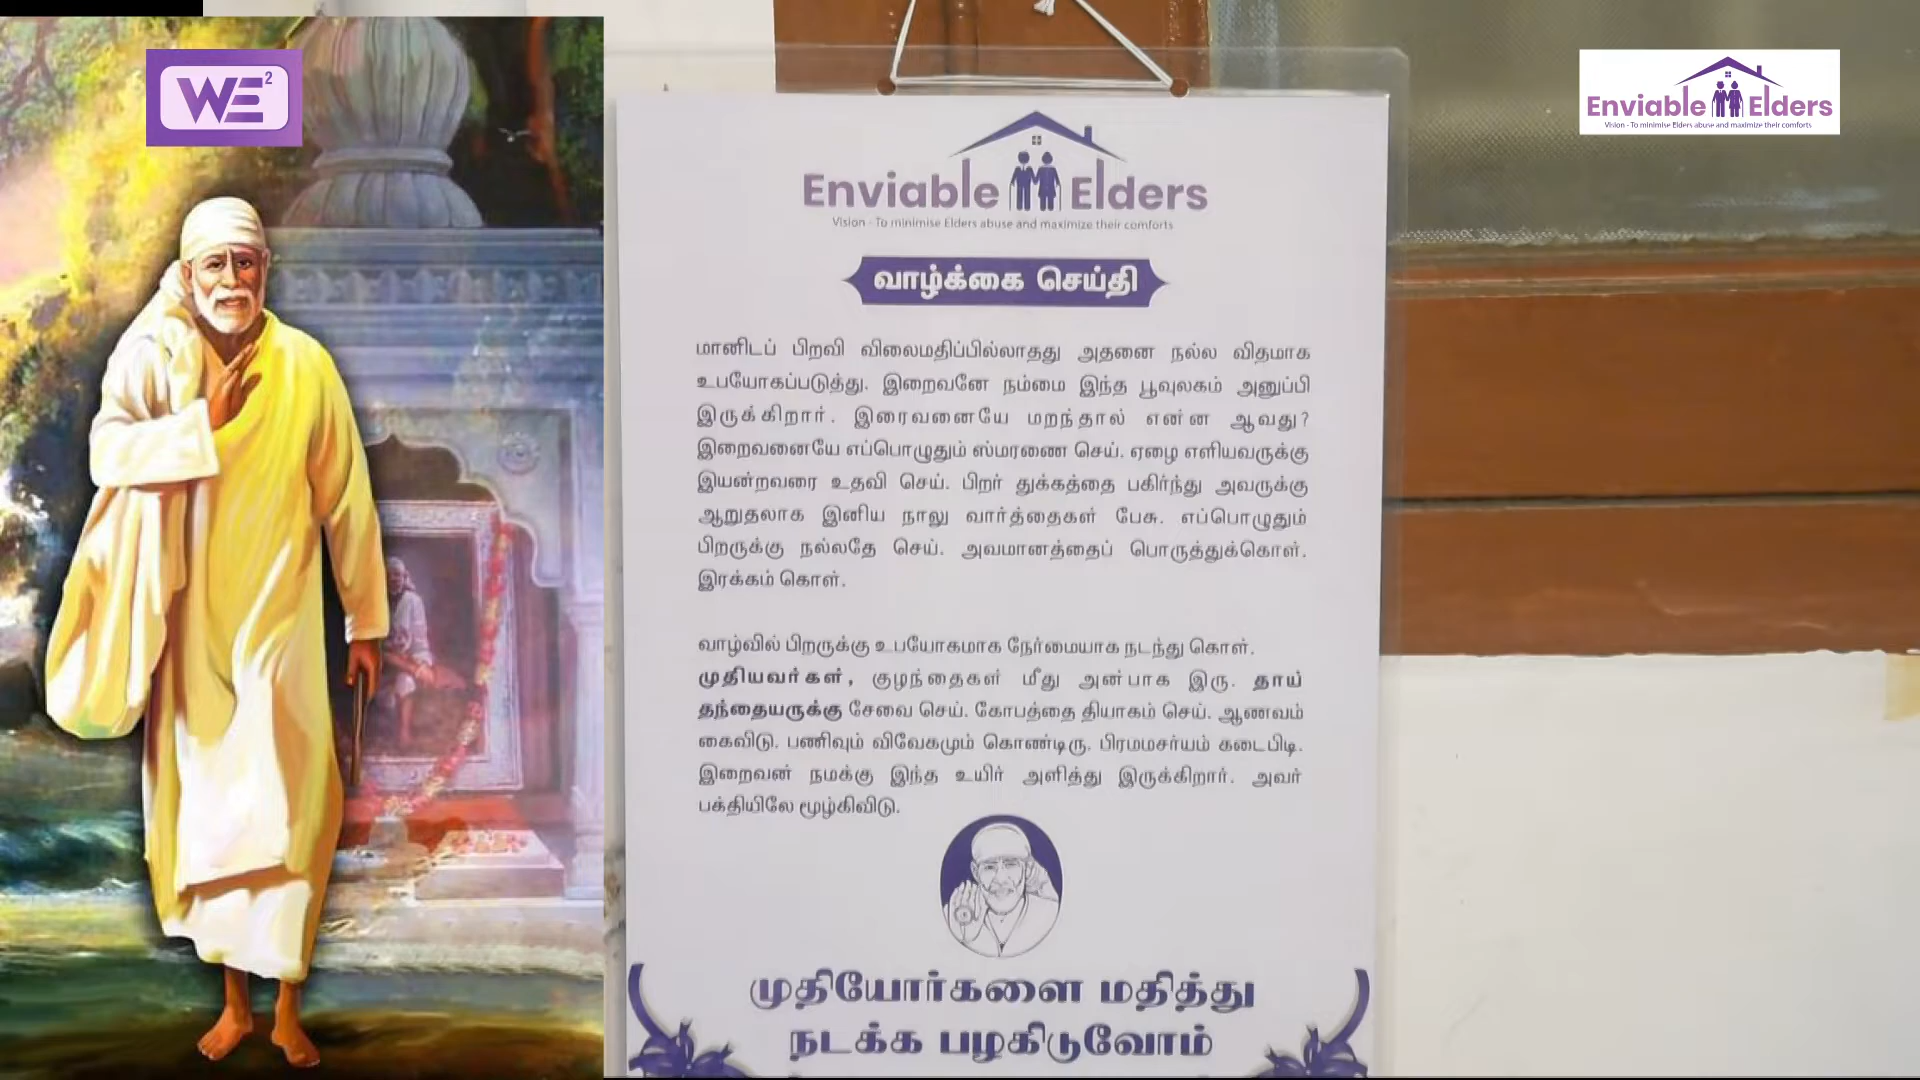 WE²
Enviable Elders
Vision - To minimise Elders abuse and maximize their comforts
Enviable Elders
Vision - To minimise Elders abuse and maximize their comforts
வாழ்க்கை செய்தி
மானிடப் பிறவி விலைமதிப்பில்லாதது அதனை நல்ல விதமாக
உபயோகப்படுத்து. இறைவனே நம்மை இந்த பூவுலகம் அனுப்பி
இருக்கிறார். இரைவனையே மறந்தால் என்ன ஆவது?
இறைவனையே எப்பொழுதும் ஸ்மரணை செய். ஏழை எளியவருக்கு
இயன்றவரை உதவி செய். பிறர் துக்கத்தை பகிர்ந்து அவருக்கு
ஆறுதலாக இனிய நாலு வார்த்தைகள் பேசு. எப்பொழுதும்
பிறருக்கு நல்லதே செய். அவமானத்தைப் பொருத்துக்கொள்.
இரக்கம் கொள்.
வாழ்வில் பிறருக்கு உபயோகமாக நேர்மையாக நடந்து கொள்.
முதியவர்கள், குழந்தைகள் மீது அன்பாக இரு. தாய்
தந்தையருக்கு சேவை செய். கோபத்தை தியாகம் செய். ஆணவம்
கைவிடு. பணிவும் விவேகமும் கொண்டிரு. பிரமமசர்யம் கடைபிடி.
இறைவன் நமக்கு இந்த உயிர் அளித்து இருக்கிறார். அவர்
பக்தியிலே மூழ்கிவிடு.
முதியோர்களை மதித்து
நடக்க பழகிடுவோம்